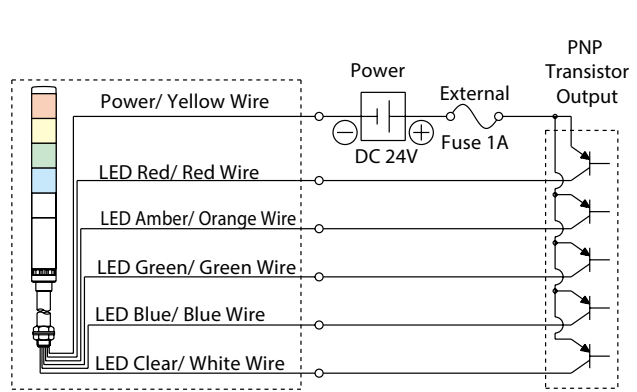 PNP
Transistor
Output
Power
External
Fuse 1A
DC 24V
Power/ Yellow Wire
LED Red/ Red Wire
LED Amber/ Orange Wire
LED Green/ Green Wire
LED Blue/ Blue Wire
LED Clear/ White Wire